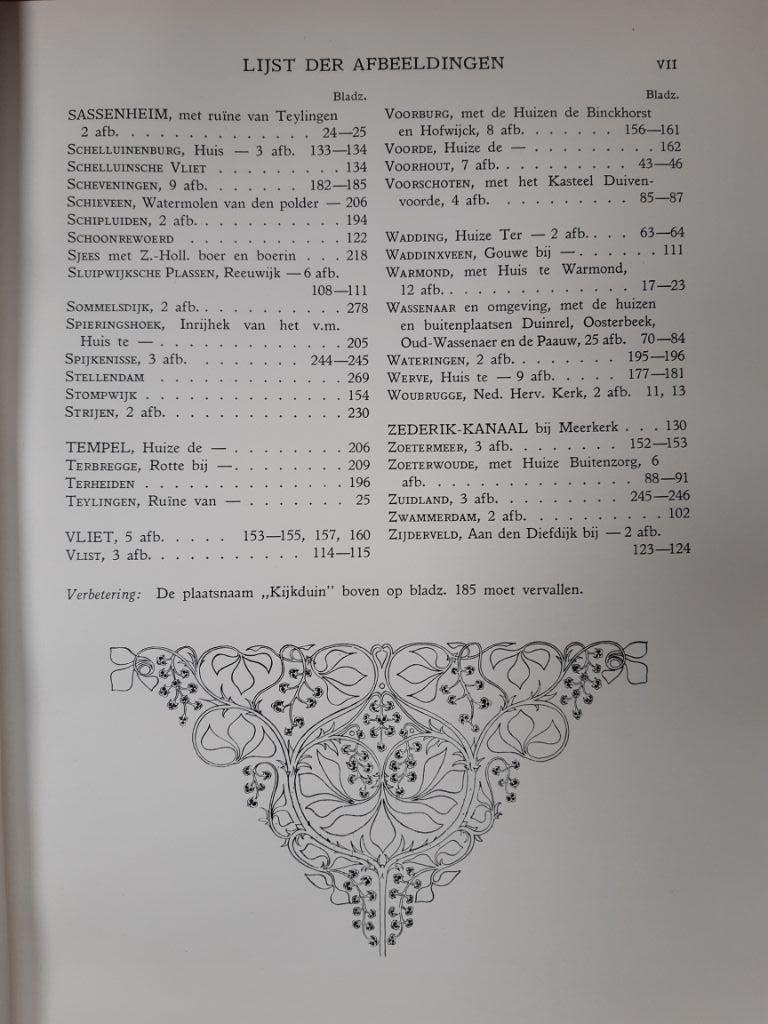 LIJST DER AFBEELDINGEN
VII
Bladz.
SASSENHEIM, met ruïne van Teylingen
2 afb. . . . . . . . . . . . . . . 24—25
SCHELLUINENBURG, Huis — 3 afb. 133—134
SCHELLUINSCHE VLIET . . . . . . . . . 134
SCHEVENINGEN, 9 afb. . . . . . . 182—185
SCHIEVEEN, Watermolen van den polder — 206
SCHIPLUIDEN, 2 afb. . . . . . . . . . . 194
SCHOONREWOERD . . . . . . . . . . . 122
SJEES met Z.-Holl. boer en boerin . . . 218
SLUIPWIJKSCHE PLASSEN, Reeuwijk — 6 afb.
108—111
SOMMELSDIJK, 2 afb. . . . . . . . . . . 278
SPIERINGSHOEK, Inrijhek van het v.m.
Huis te — . . . . . . . . . . . . . 205
SPIJKENISSE, 3 afb. . . . . . . . . 244—245
STELLENDAM . . . . . . . . . . . . . 269
STOMPWIJK . . . . . . . . . . . . . . 154
STRIJEN, 2 afb. . . . . . . . . . . . . 230
TEMPEL, Huize de — . . . . . . . . 206
TERBREGGE, Rotte bij — . . . . . . . . 209
TERHEIDEN . . . . . . . . . . . . . 196
TEYLINGEN, Ruïne van — . . . . . . . 25
VLIET, 5 afb. . . . . . 153—155, 157, 160
VLIST, 3 afb. . . . . . . . . . . . 114—115
Bladz.
VOORBURG, met de Huizen de Binckhorst
en Hofwijck, 8 afb. . . . . . . 156—161
VOORDE, Huize de — . . . . . . . . . 162
VOORHOUT, 7 afb. . . . . . . . . . 43—46
VOORSCHOTEN, met het Kasteel Duiven-
voorde, 4 afb. . . . . . . . . . 85—87
WADDING, Huize Ter — 2 afb. . . . 63—64
WADDINXVEEN, Gouwe bij — . . . . . . 111
WARMOND, met Huis te Warmond,
12 afb. . . . . . . . . . . . . . . 17—23
WASSENAAR en omgeving, met de huizen
en buitenplaatsen Duinrel, Oosterbeek,
Oud-Wassenaer en de Paauw, 25 afb. 70—84
WATERINGEN, 2 afb. . . . . . . . 195—196
WERVE, Huis te — 9 afb. . . . . . 177—181
WOUBRUGGE, Ned. Herv. Kerk, 2 afb. 11, 13
ZEDERIK-KANAAL bij Meerkerk . . . 130
ZOETERMEER, 3 afb. . . . . . . . . 152—153
ZOETERWOUDE, met Huize Buitenzorg, 6
afb. . . . . . . . . . . . . . . . 88—91
ZUIDLAND, 3 afb. . . . . . . . . . 245—246
ZWAMMERDAM, 2 afb. . . . . . . . . . 102
ZIJDERVELD, Aan den Diefdijk bij — 2 afb.
123—124
Verbetering: De plaatsnaam „Kijkduin" boven op bladz. 185 moet vervallen.